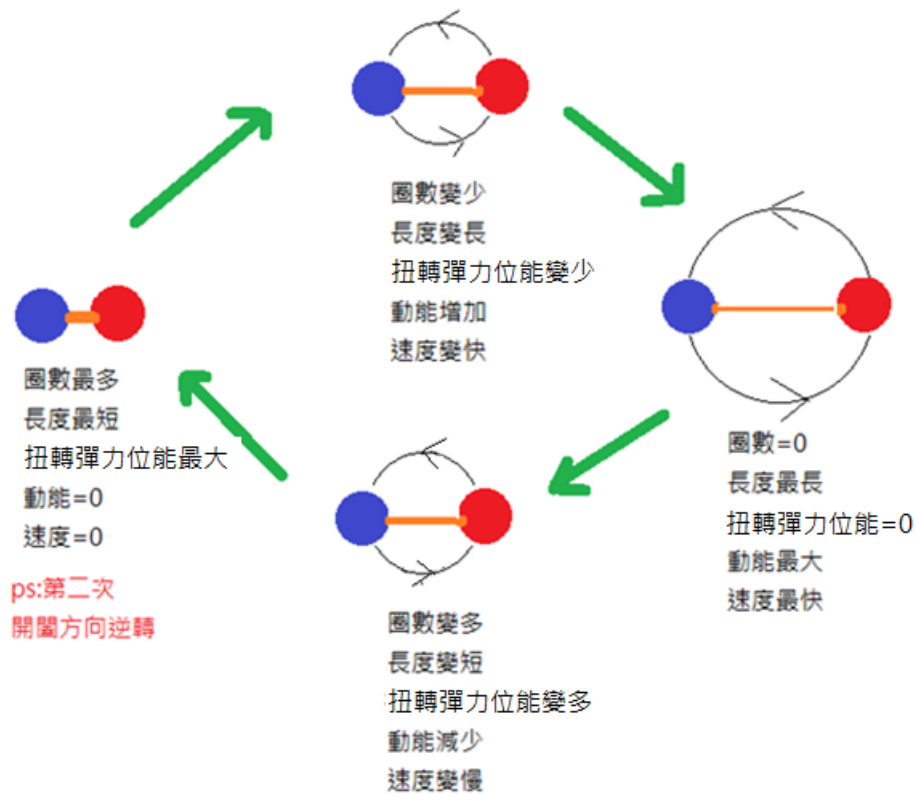 圈數變少
長度變長
扭轉彈力位能變少
動能增加
速度變快
圈數=0
長度最長
扭轉彈力位能=0
動能最大
速度最快
圈數變多
長度變短
扭轉彈力位能變多
動能減少
速度變慢
圈數最多
長度最短
扭轉彈力位能最大
動能=0
速度=0
ps:第二次
開闔方向逆轉